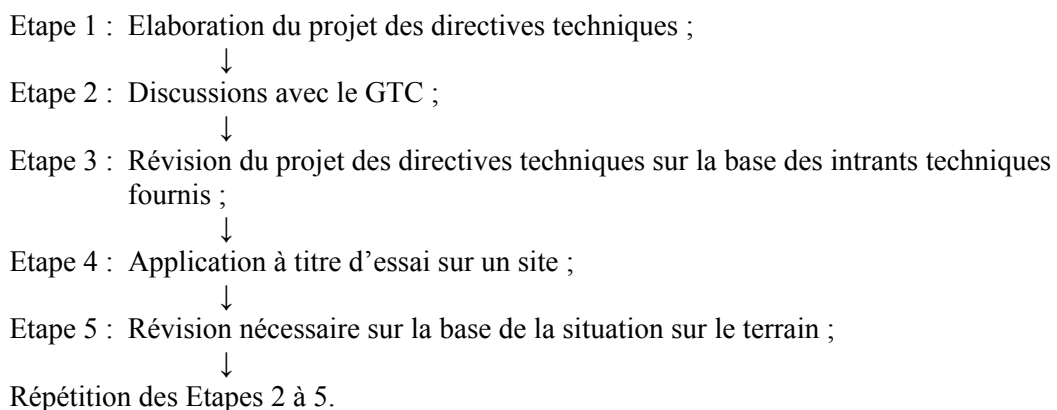 Etape 1 : Elaboration du projet des directives techniques ;
↓
Etape 2 : Discussions avec le GTC ;
↓
Etape 3 : Révision du projet des directives techniques sur la base des intrants techniques
fournis ;
↓
Etape 4 : Application à titre d’essai sur un site ;
↓
Etape 5 : Révision nécessaire sur la base de la situation sur le terrain ;
↓
Répétition des Etapes 2 à 5.